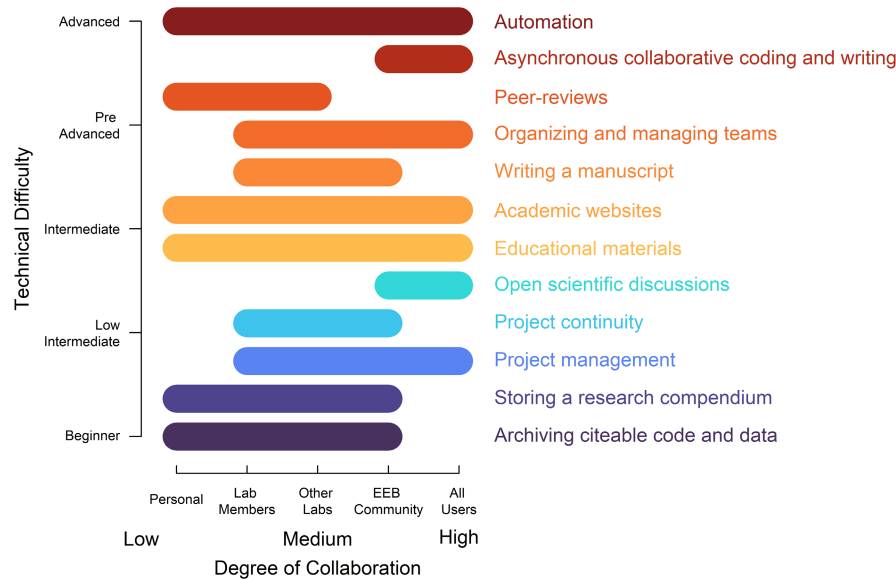 Advanced
Automation
Asynchronous collaborative coding and writing
Peer-reviews
Pre
Advanced
Organizing and managing teams
Writing a manuscript
Academic websites
Intermediate
Educational materials
Open scientific discussions
Low
Intermediate
Project continuity
Project management
Storing a research compendium
Beginner
Archiving citeable code and data
Technical Difficulty
Personal
Lab
Members
Other
Labs
EEB
Community
All
Users
Low
Medium
High
Degree of Collaboration